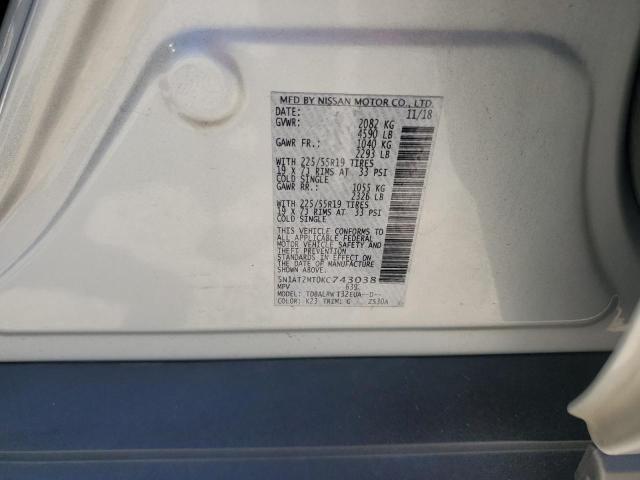 MFD BY NISSAN MOTOR CO., LTD.
DATE: 11/18
GVWR: 2082 KG
4590 LB
GAWR FR.: 1040 KG
2293 LB
WITH 225/55R19 TIRES
19 X 7J RIMS AT 33 PSI
COLD SINGLE
GAWR RR.: 1055 KG
2326 LB
WITH 225/55R19 TIRES
19 X 7J RIMS AT 33 PSI
COLD SINGLE
THIS VEHICLE CONFORMS TO
ALL APPLICABLE FEDERAL
MOTOR VEHICLE SAFETY AND
THEFT PREVENTION
STANDARDS IN EFFECT ON
THE DATE OF MANUFACTURE
SHOWN ABOVE.
5N1AT2MT0KC743038
MPV 639
MODEL:
COLOR: K23 TRIM: G